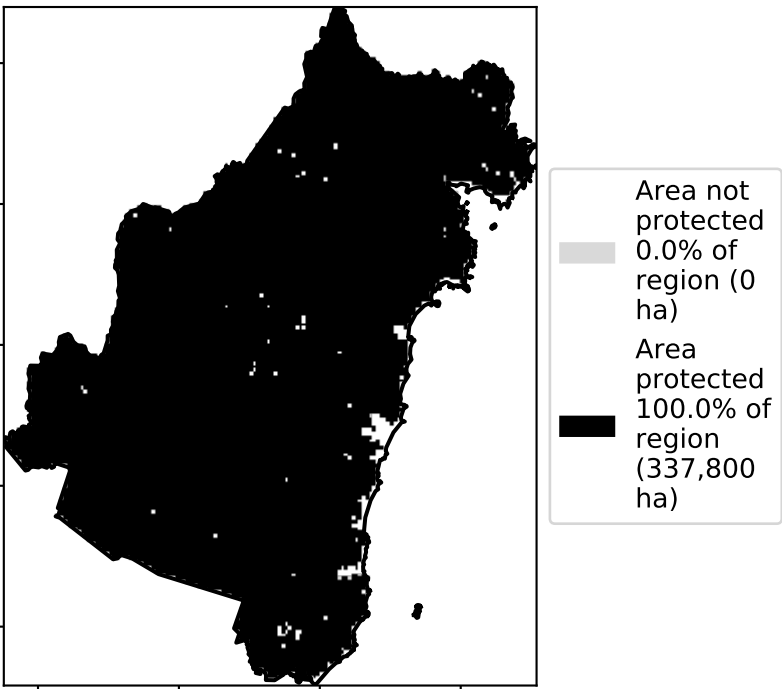 Area not
protected
0.0% of
region (0
ha)
Area
protected
100.0% of
region
(337,800
ha)